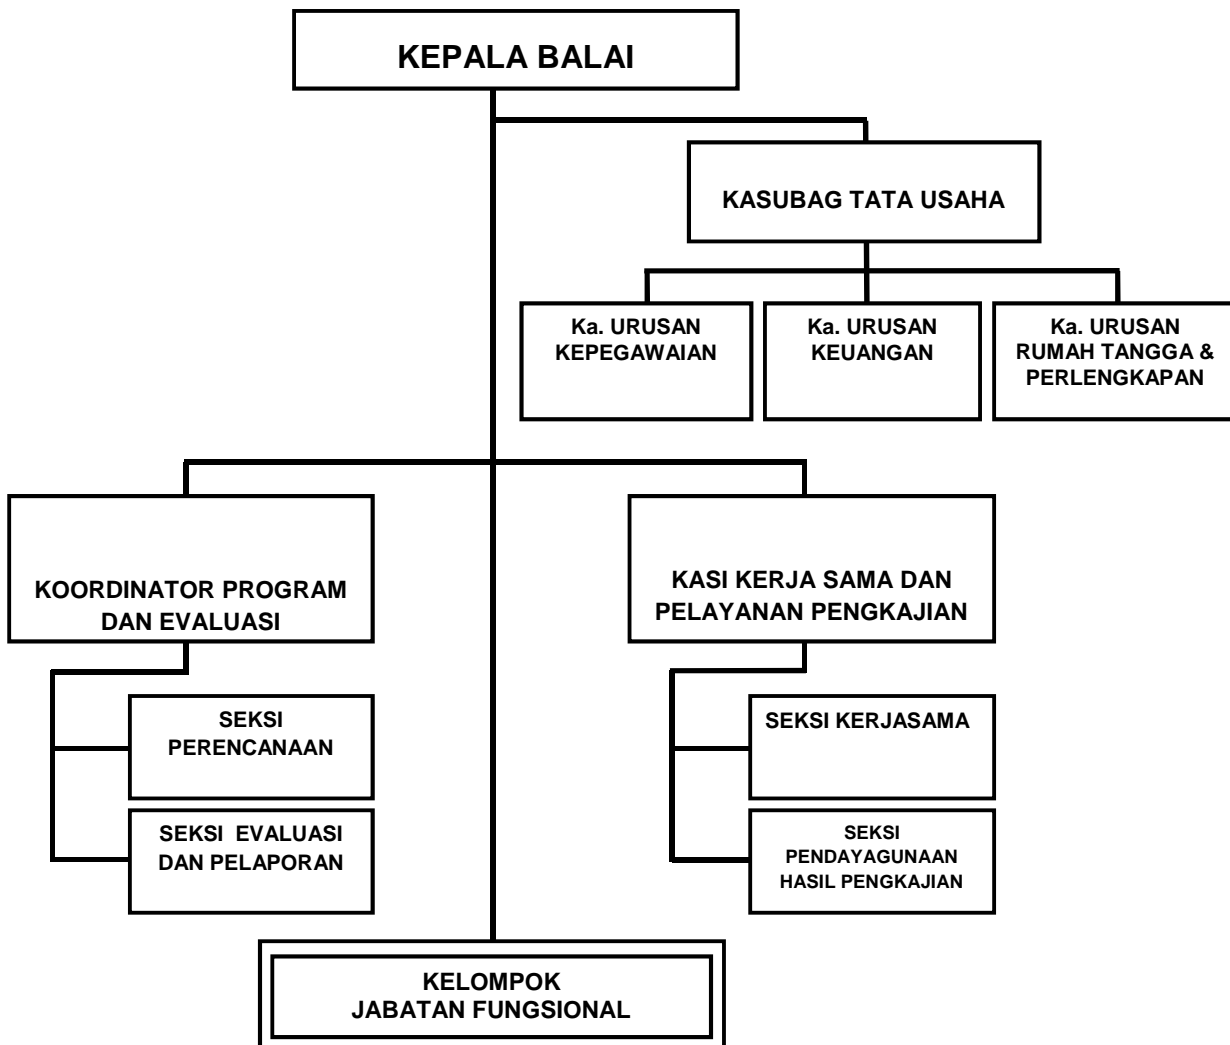 KEPALA BALAI
KASUBAG TATA USAHA
Ka. URUSAN
KEPEGAWAIAN
Ka. URUSAN
KEUANGAN
Ka. URUSAN
RUMAH TANGGA &
PERLENGKAPAN
KOORDINATOR PROGRAM
DAN EVALUASI
KASI KERJA SAMA DAN
PELAYANAN PENGKAJIAN
SEKSI
PERENCANAAN
SEKSI EVALUASI
DAN PELAPORAN
SEKSI KERJASAMA
SEKSI
PENDAYAGUNAAN
HASIL PENGKAJIAN
KELOMPOK
JABATAN FUNGSIONAL